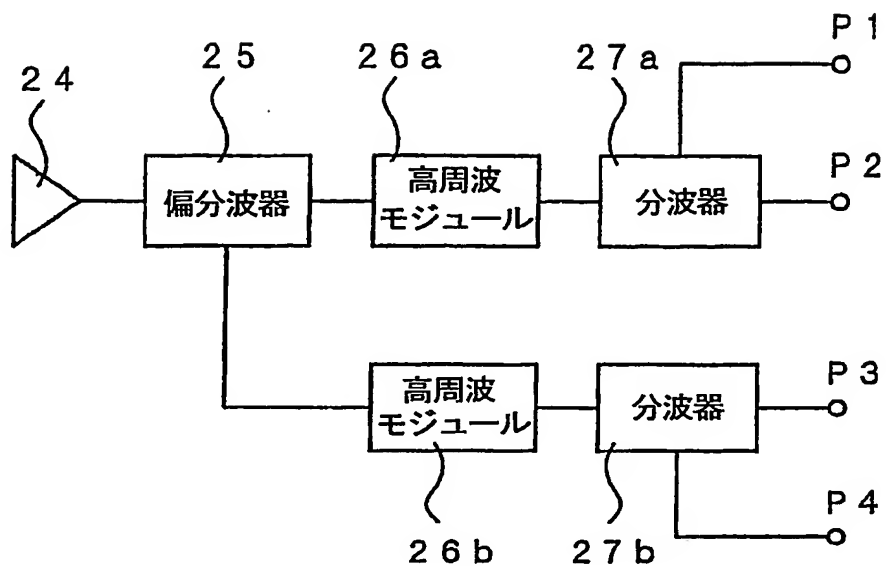 P1
25
26a
27a
24
P2
偏分波器
高周波
モジュール
分波器
P3
高周波
モジュール
分波器
P4
26b
27b